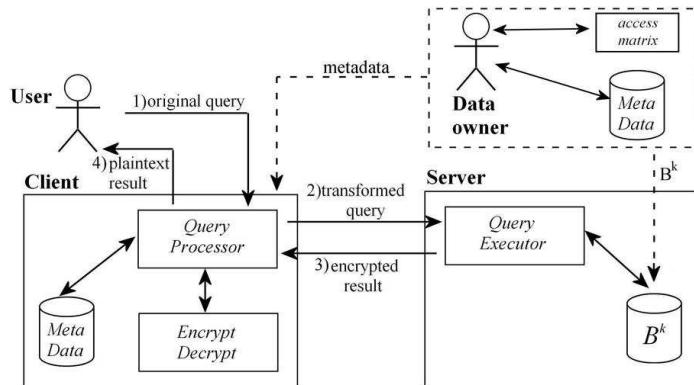 access
matrix
metadata
User
1)original query
Data
owner
Meta
Data
4)plaintext
result
Client
2)transformed
query
Server
B^k
Query
Processor
Query
Executor
3)encrypted
result
Meta
Data
Encrypt
Decrypt
B^k